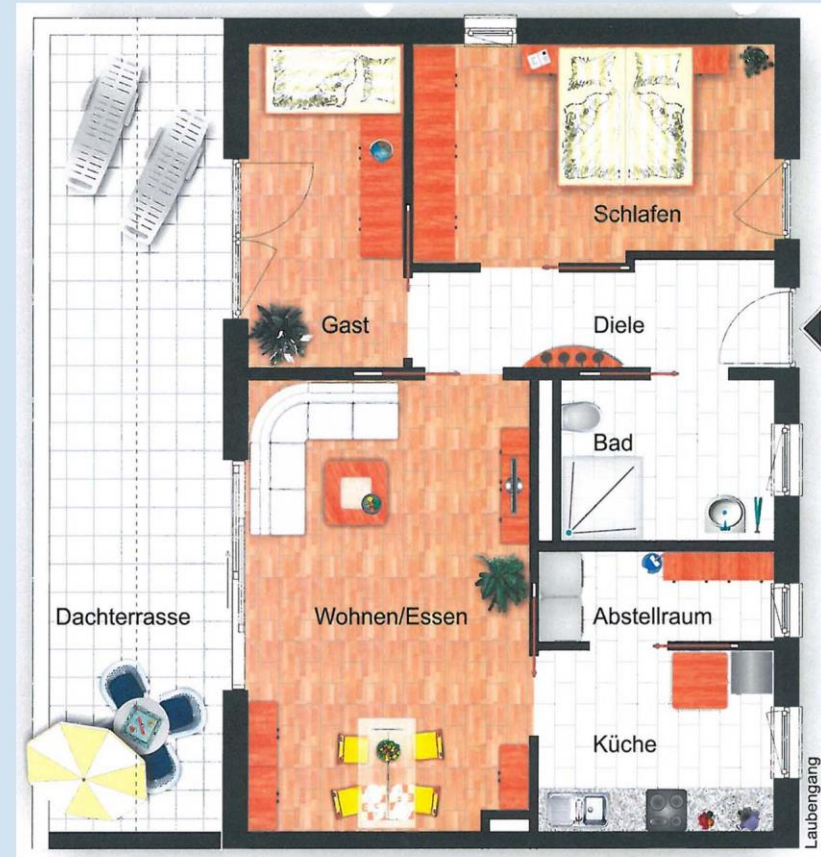 Schlafen
Gast
Diele
Bad
Dachterrasse
Wohnen/Essen
Abstellraum
Küche
Laubengang